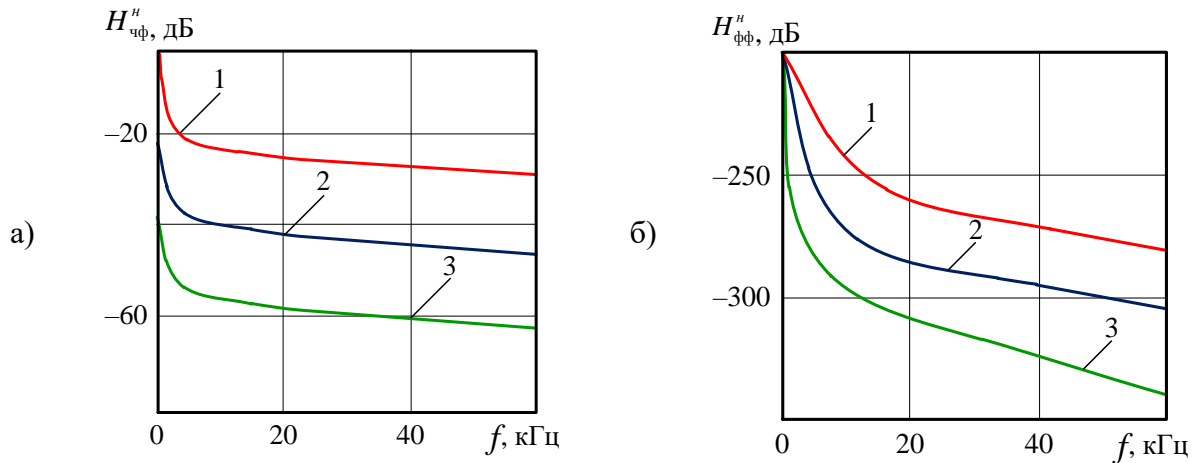 H^н_чф, дБ
1
–20
2
а)
3
–60
0 20 40 f, кГц
H^н_фф, дБ
1
–250
2
б)
–300
3
0 20 40 f, кГц